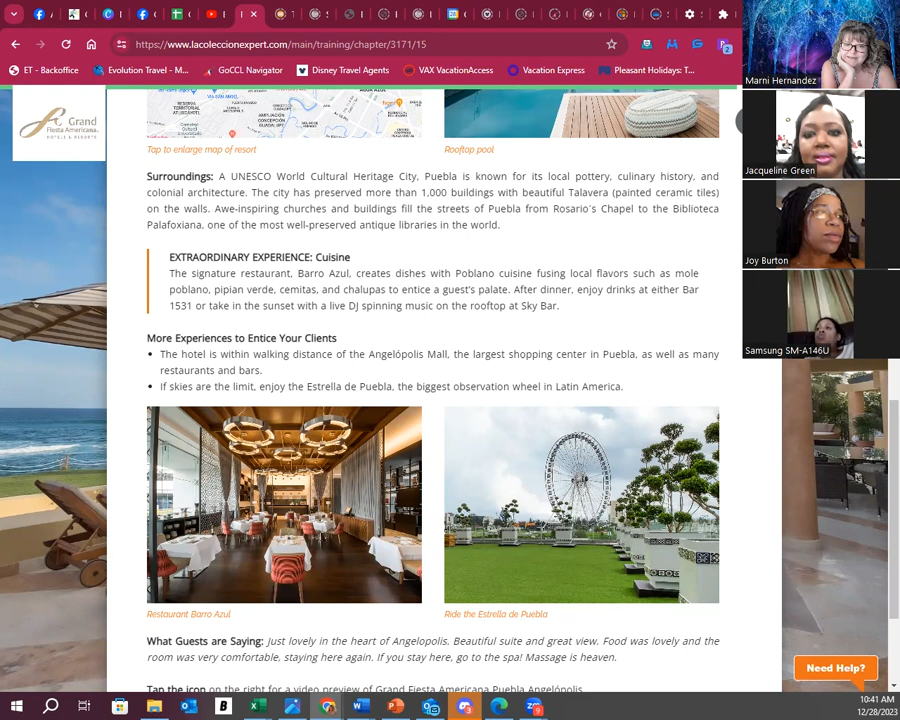 https://www.lacoleccionexpert.com/main/training/chapter/3171/15
ET - Backoffice
Evolution Travel - M...
GoCCL Navigator
Disney Travel Agents
VAX VacationAccess
Vacation Express
Pleasant Holidays: T...
Marni Hernandez
Jacqueline Green
Joy Burton
Samsung SM-A146U
Grand
Fiesta Americana
HOTELS & RESORTS
Tap to enlarge map of resort
Rooftop pool
Surroundings: A UNESCO World Cultural Heritage City, Puebla is known for its local pottery, culinary history, and
colonial architecture. The city has preserved more than 1,000 buildings with beautiful Talavera (painted ceramic tiles)
on the walls. Awe-inspiring churches and buildings fill the streets of Puebla from Rosario´s Chapel to the Biblioteca
Palafoxiana, one of the most well-preserved antique libraries in the world.
EXTRAORDINARY EXPERIENCE: Cuisine
The signature restaurant, Barro Azul, creates dishes with Poblano cuisine fusing local flavors such as mole
poblano, pipian verde, cemitas, and chalupas to entice a guest's palate. After dinner, enjoy drinks at either Bar
1531 or take in the sunset with a live DJ spinning music on the rooftop at Sky Bar.
More Experiences to Entice Your Clients
• The hotel is within walking distance of the Angelópolis Mall, the largest shopping center in Puebla, as well as many
restaurants and bars.
• If skies are the limit, enjoy the Estrella de Puebla, the biggest observation wheel in Latin America.
Restaurant Barro Azul
Ride the Estrella de Puebla
What Guests are Saying: Just lovely in the heart of Angelopolis. Beautiful suite and great view. Food was lovely and the
room was very comfortable, staying here again. If you stay here, go to the spa! Massage is heaven.
Tap the icon on the right for a video preview of Grand Fiesta Americana Puebla Angelópolis.
Need Help?
10:41 AM
12/28/2023